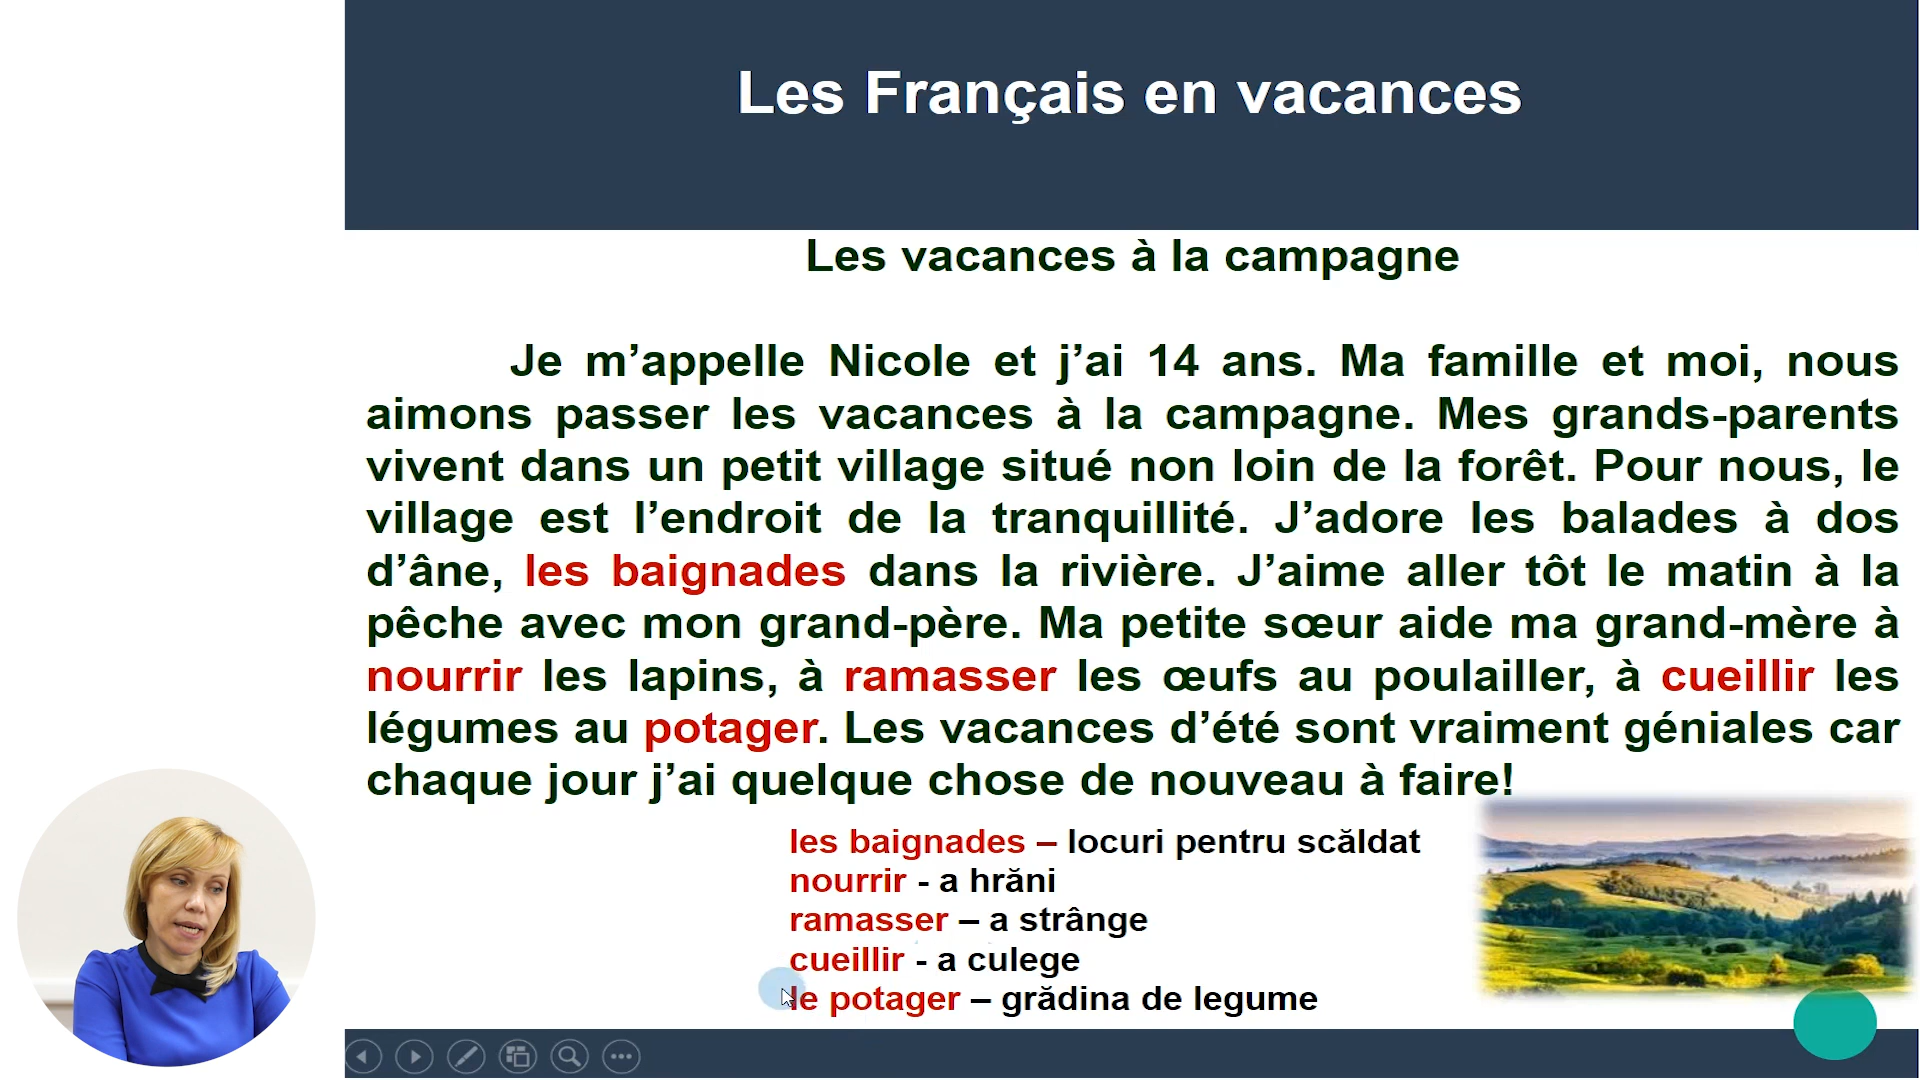 Les Français en vacances
Les vacances à la campagne
Je m’appelle Nicole et j’ai 14 ans. Ma famille et moi, nous
aimons passer les vacances à la campagne. Mes grands-parents
vivent dans un petit village situé non loin de la forêt. Pour nous, le
village est l’endroit de la tranquillité. J’adore les balades à dos
d’âne, les baignades dans la rivière. J’aime aller tôt le matin à la
pêche avec mon grand-père. Ma petite sœur aide ma grand-mère à
nourrir les lapins, à ramasser les œufs au poulailler, à cueillir les
légumes au potager. Les vacances d’été sont vraiment géniales car
chaque jour j’ai quelque chose de nouveau à faire!
les baignades – locuri pentru scăldat
nourrir - a hrăni
ramasser – a strânge
cueillir - a culege
le potager – grădina de legume